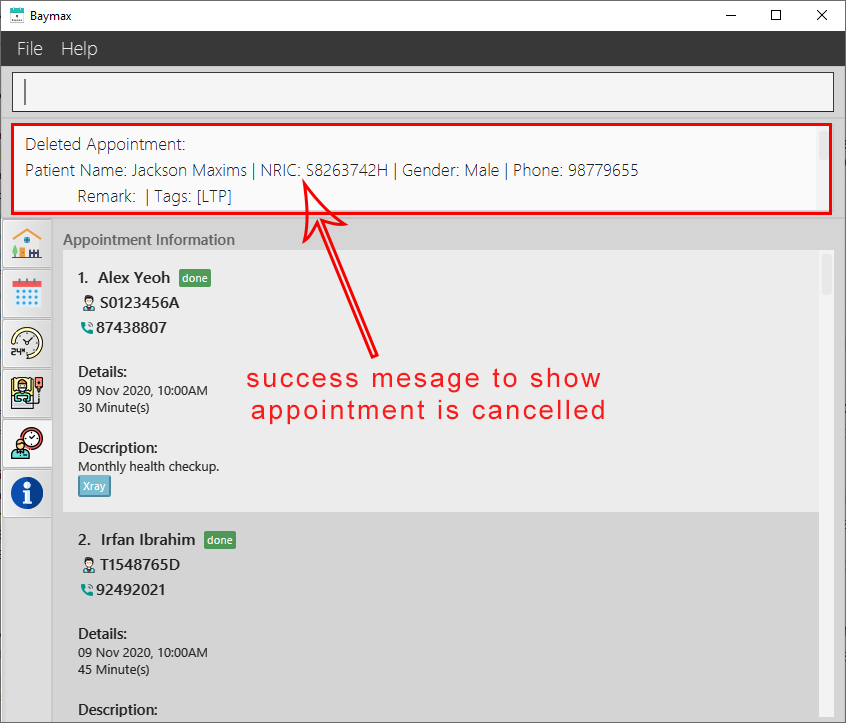 Baymax
File Help
Deleted Appointment:
Patient Name: Jackson Maxims | NRIC: S8263742H | Gender: Male | Phone: 98779655
Remark:  | Tags: [LTP]
Appointment Information
1. Alex Yeoh done
S0123456A
87438807
Details:
09 Nov 2020, 10:00AM
30 Minute(s)
success mesage to show
appointment is cancelled
Description:
Monthly health checkup.
Xray
2. Irfan Ibrahim done
T1548765D
92492021
Details:
09 Nov 2020, 10:00AM
45 Minute(s)
Description:
24H